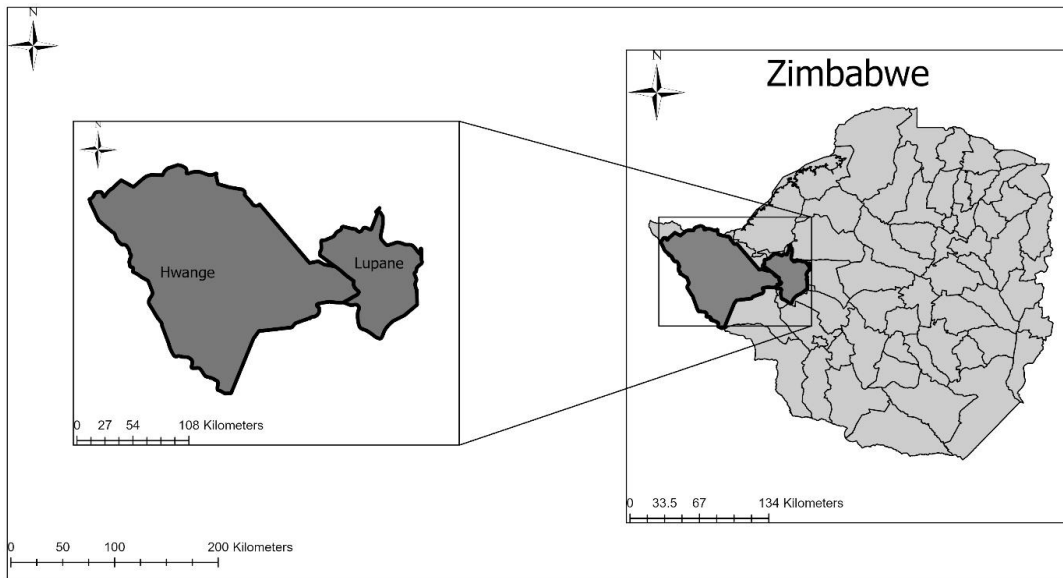 N
N
Zimbabwe
N
Hwange
Lupane
0 27 54 108 Kilometers
0 33.5 67 134 Kilometers
0 50 100 200 Kilometers